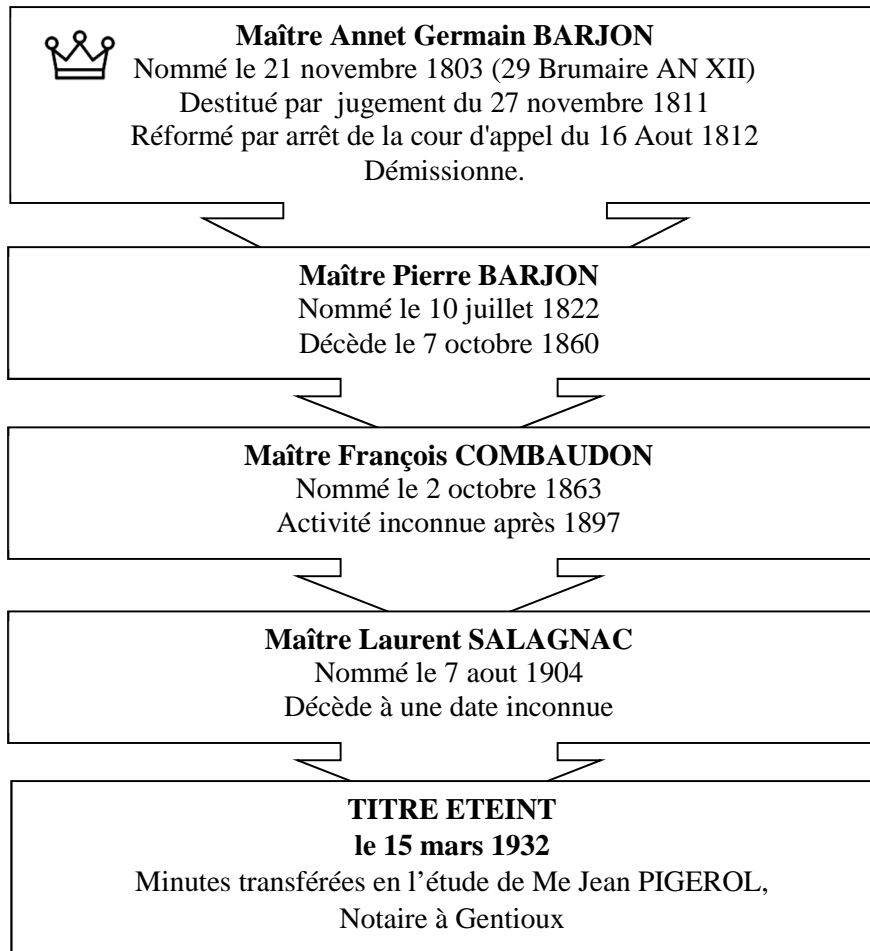 Maître Annet Germain BARJON
Nommé le 21 novembre 1803 (29 Brumaire AN XII)
Destitué par jugement du 27 novembre 1811
Réformé par arrêt de la cour d'appel du 16 Aout 1812
Démissionne.
Maître Pierre BARJON
Nommé le 10 juillet 1822
Décède le 7 octobre 1860
Maître François COMBAUDON
Nommé le 2 octobre 1863
Activité inconnue après 1897
Maître Laurent SALAGNAC
Nommé le 7 aout 1904
Décède à une date inconnue
TITRE ETEINT
le 15 mars 1932
Minutes transférées en l’étude de Me Jean PIGEROL,
Notaire à Gentioux